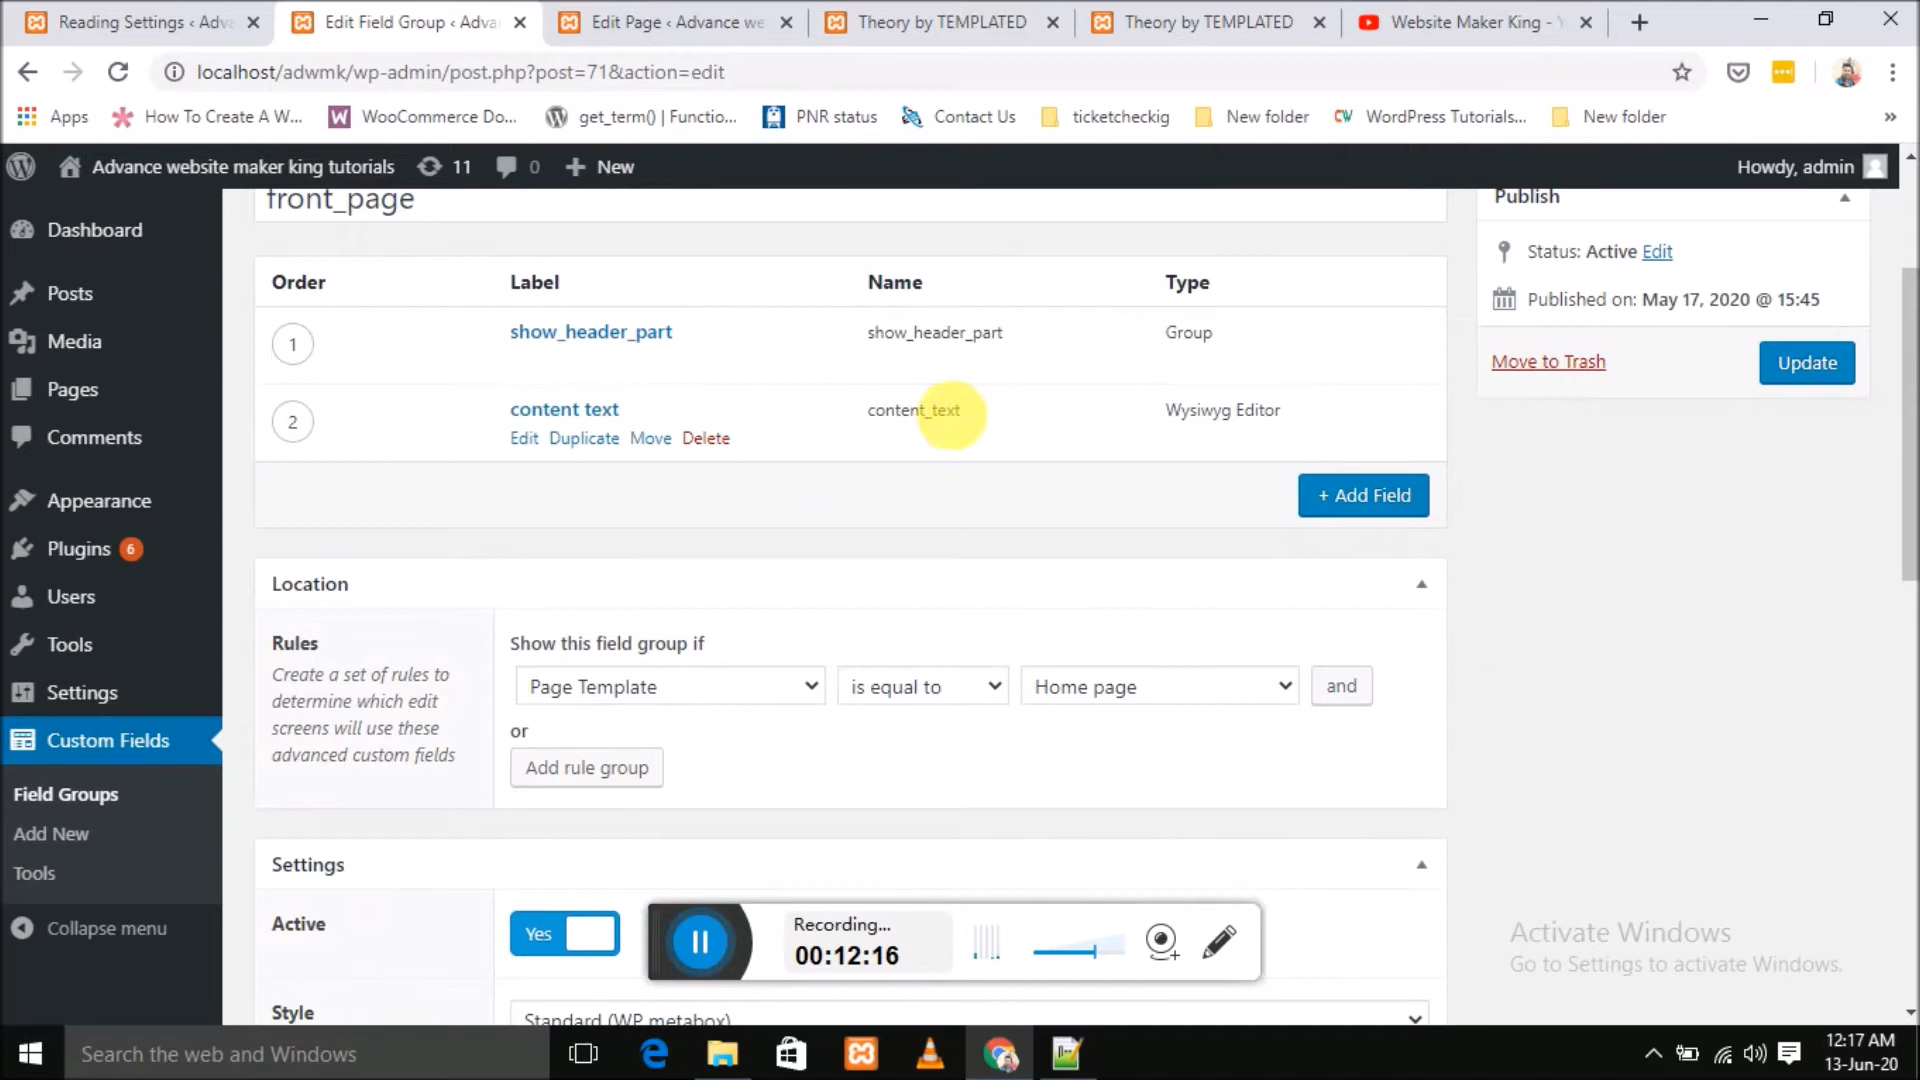 Reading Settings ‹ Adva
Edit Field Group ‹ Advan
Edit Page ‹ Advance we
Theory by TEMPLATED
Theory by TEMPLATED
Website Maker King -
localhost/adwmk/wp-admin/post.php?post=71&action=edit
Apps
How To Create A W...
WooCommerce Do...
get_term() | Functio...
PNR status
Contact Us
ticketcheckig
New folder
CW WordPress Tutorials...
New folder
»
Advance website maker king tutorials 11 0 + New
Howdy, admin
Dashboard
Posts
Media
Pages
Comments
Appearance
Plugins 6
Users
Tools
Settings
Custom Fields
Field Groups
Add New
Tools
Collapse menu
front_page
Order Label Name Type
1 show_header_part show_header_part Group
2 content text content_text Wysiwyg Editor
Edit Duplicate Move Delete
+ Add Field
Publish
Status: Active Edit
Published on: May 17, 2020 @ 15:45
Move to Trash Update
Location
Rules
Create a set of rules to
determine which edit
screens will use these
advanced custom fields
Show this field group if
Page Template is equal to Home page and
or
Add rule group
Settings
Active Yes
Style Standard (WP metabox)
Recording...
00:12:16
Activate Windows
Go to Settings to activate Windows.
Search the web and Windows
12:17 AM
13-Jun-20